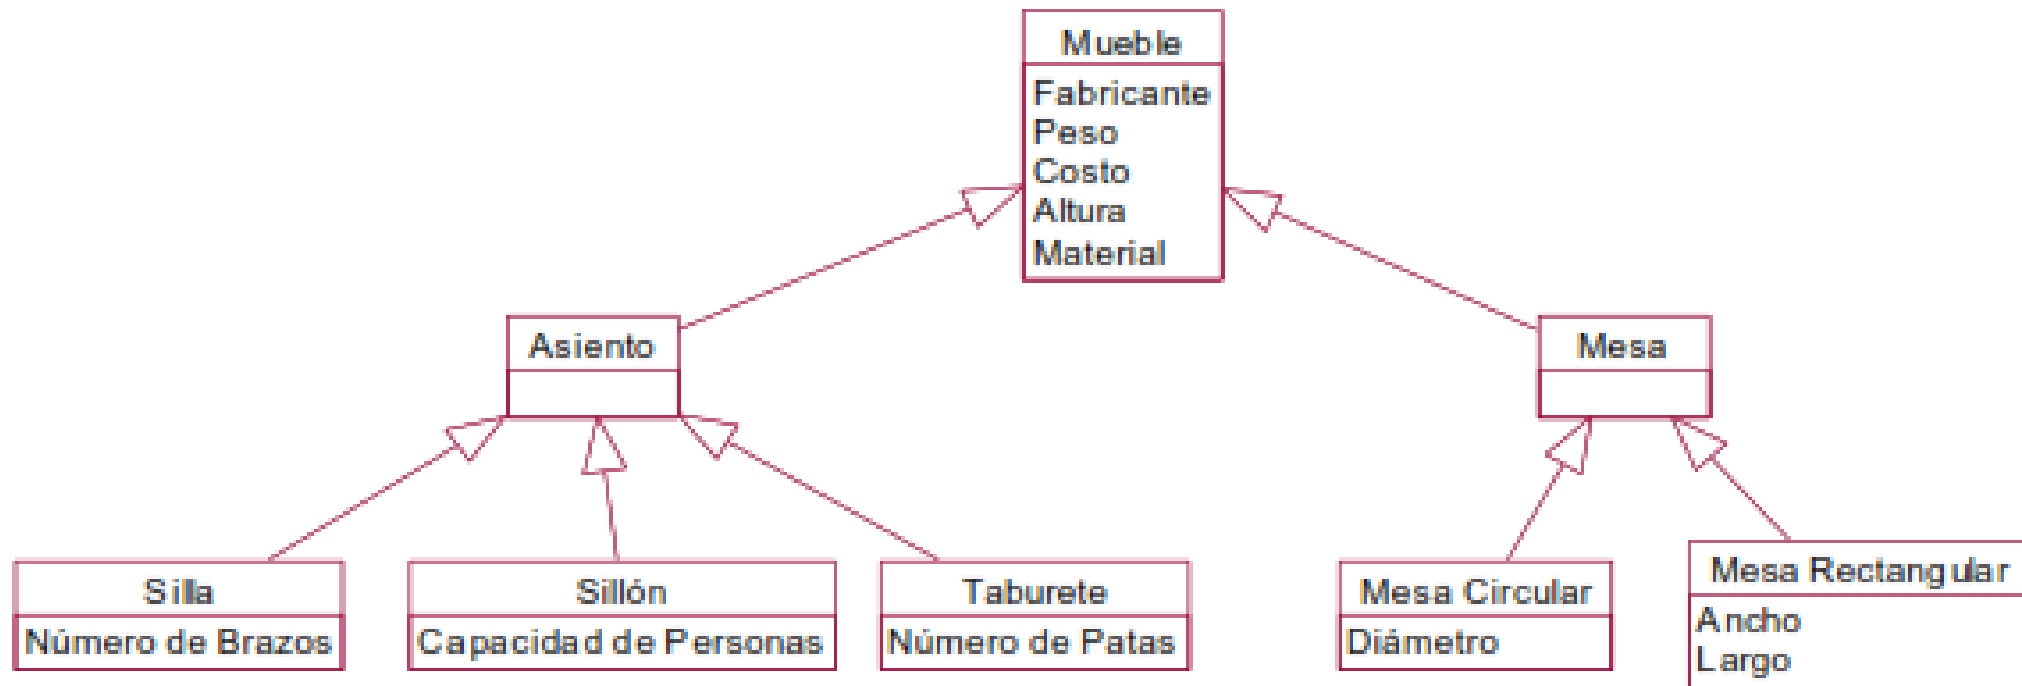 Mueble
Fabricante
Peso
Costo
Altura
Material
Asiento
Mesa
Silla
Número de Brazos
Sillón
Capacidad de Personas
Taburete
Número de Patas
Mesa Circular
Diámetro
Mesa Rectangular
Ancho
Largo